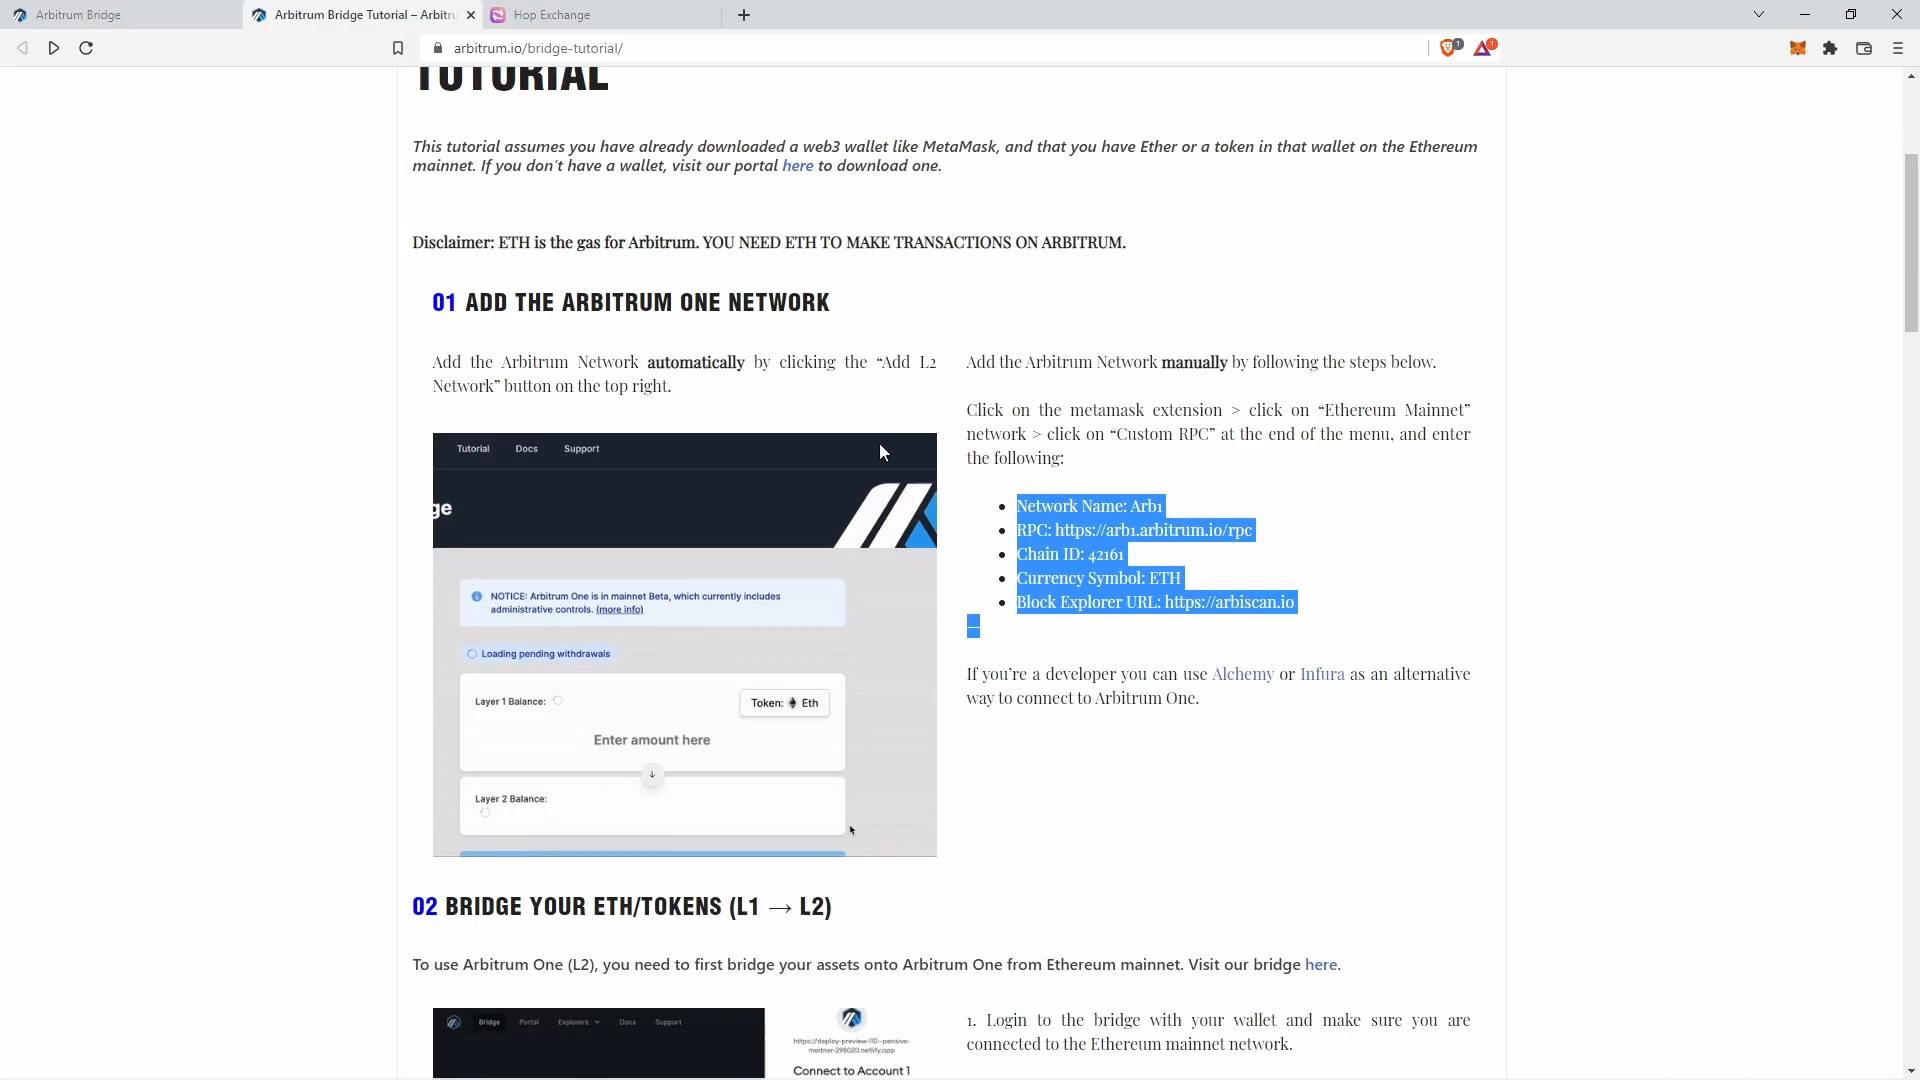 Arbitrum Bridge
Arbitrum Bridge Tutorial – Arbitru
Hop Exchange
arbitrum.io/bridge-tutorial/
1
1
TUTORIAL
This tutorial assumes you have already downloaded a web3 wallet like MetaMask, and that you have Ether or a token in that wallet on the Ethereum
mainnet. If you don't have a wallet, visit our portal here to download one.
Disclaimer: ETH is the gas for Arbitrum. YOU NEED ETH TO MAKE TRANSACTIONS ON ARBITRUM.
01 ADD THE ARBITRUM ONE NETWORK
Add the Arbitrum Network automatically by clicking the “Add L2
Network” button on the top right.
Tutorial Docs Support
ge
NOTICE: Arbitrum One is in mainnet Beta, which currently includes
administrative controls. (more info)
Loading pending withdrawals
Layer 1 Balance:
Token: Eth
Enter amount here
Layer 2 Balance:
Add the Arbitrum Network manually by following the steps below.
Click on the metamask extension > click on “Ethereum Mainnet”
network > click on “Custom RPC” at the end of the menu, and enter
the following:
• Network Name: Arb1
• RPC: https://arb1.arbitrum.io/rpc
• Chain ID: 42161
• Currency Symbol: ETH
• Block Explorer URL: https://arbiscan.io
—
If you’re a developer you can use Alchemy or Infura as an alternative
way to connect to Arbitrum One.
02 BRIDGE YOUR ETH/TOKENS (L1 → L2)
To use Arbitrum One (L2), you need to first bridge your assets onto Arbitrum One from Ethereum mainnet. Visit our bridge here.
Bridge Portal Explorers Docs Support
https://deploy-preview-110--pensive-
meitner-298020.netlify.app
Connect to Account 1
1. Login to the bridge with your wallet and make sure you are
connected to the Ethereum mainnet network.